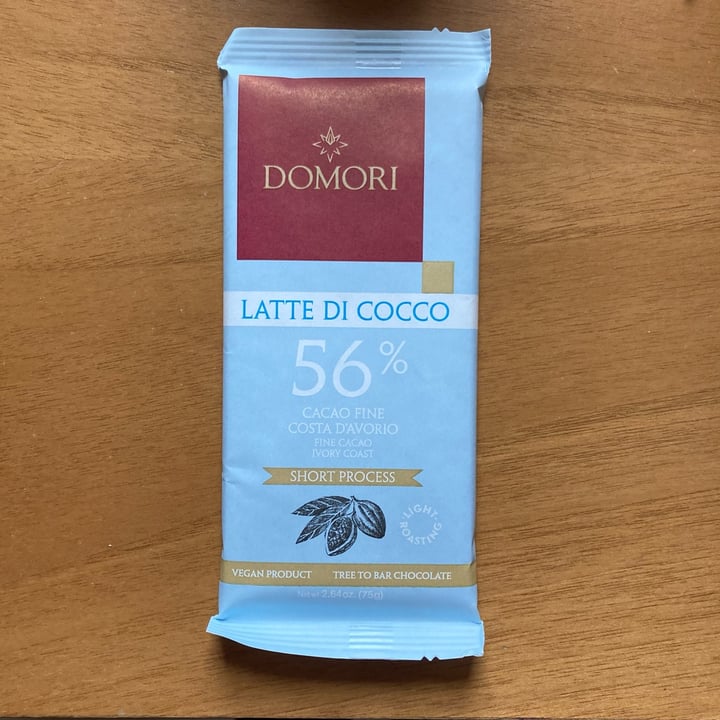 DOMORI
LATTE DI COCCO
56%
CACAO FINE
COSTA D'AVORIO
FINE CACAO
IVORY COAST
SHORT PROCESS
LIGHT-
ROASTING
VEGAN PRODUCT TREE TO BAR CHOCOLATE
Net wt 2.64oz. (75g)